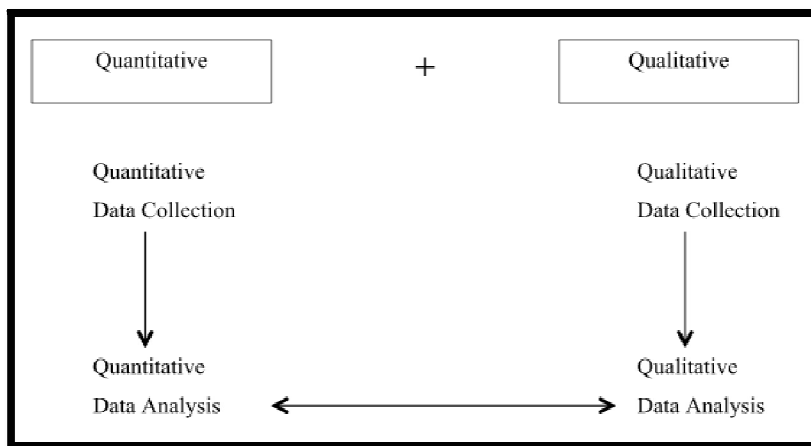 Quantitative
+
Qualitative
Quantitative
Data Collection
Qualitative
Data Collection
Quantitative
Data Analysis
Qualitative
Data Analysis